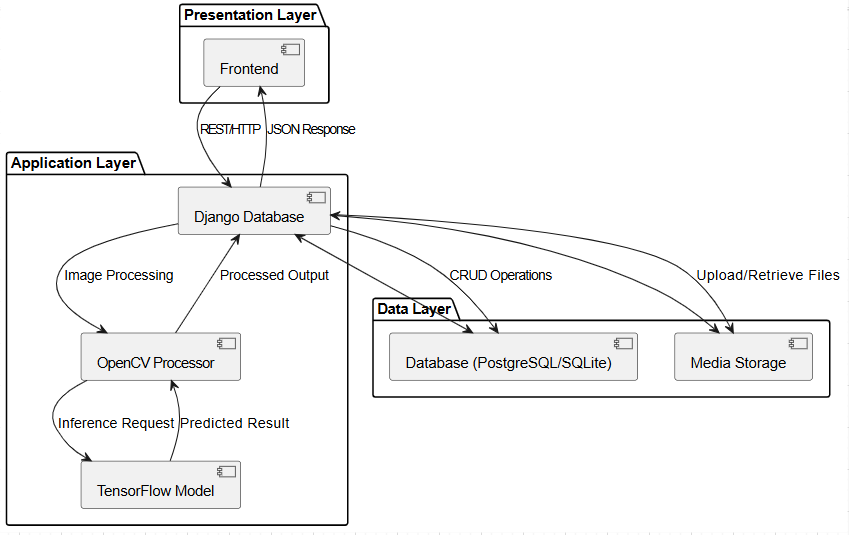 Presentation Layer
Frontend
REST/HTTP
JSON Response
Application Layer
Django Database
Image Processing
Processed Output
CRUD Operations
Upload/Retrieve Files
Data Layer
OpenCV Processor
Database (PostgreSQL/SQLite)
Media Storage
Inference Request
Predicted Result
TensorFlow Model